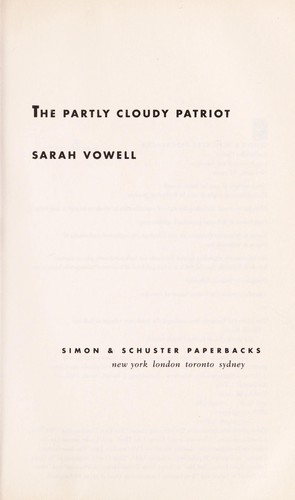 THE PARTLY CLOUDY PATRIOT
SARAH VOWELL
SIMON & SCHUSTER PAPERBACKS
new york london toronto sydney